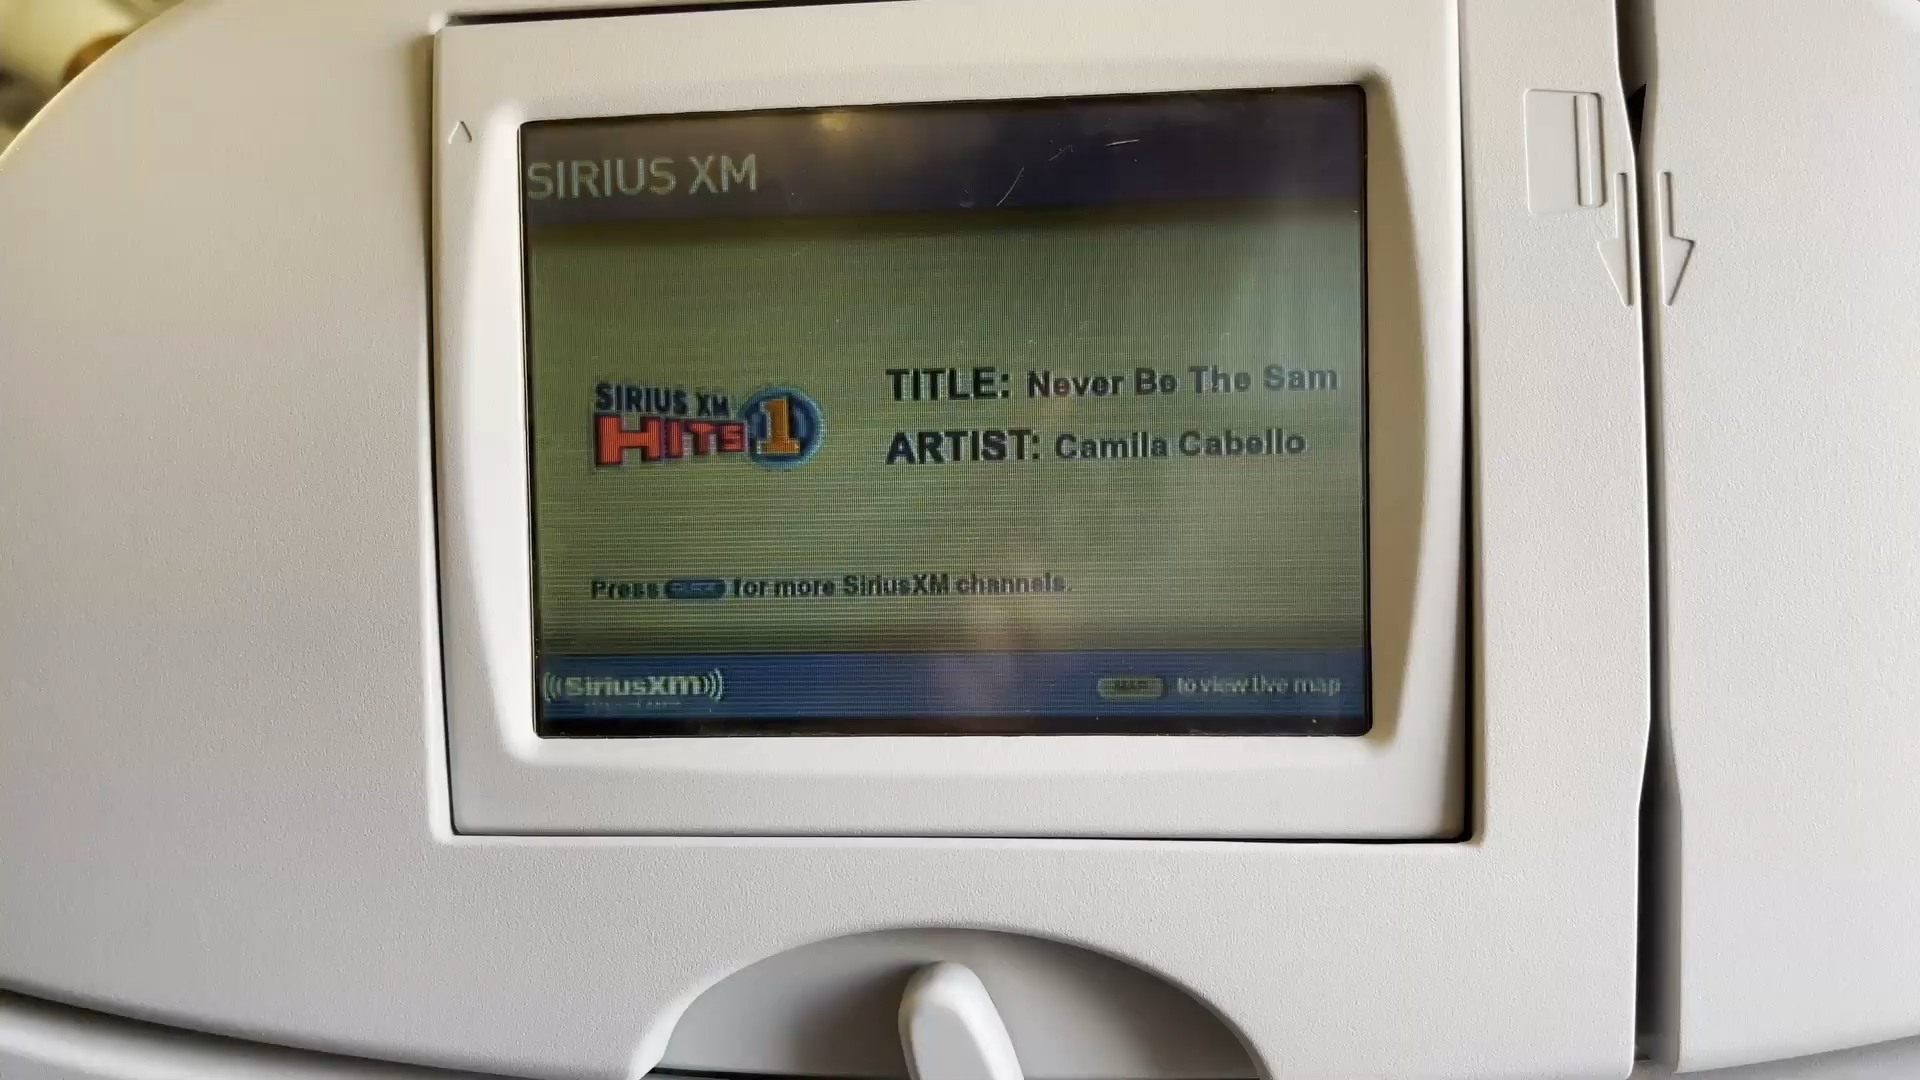 SIRIUS XM
SIRIUS XM
HITS 1
TITLE: Never Be The Sam
ARTIST: Camila Cabello
Press for more SiriusXM channels.
((SiriusXM))
to view live map